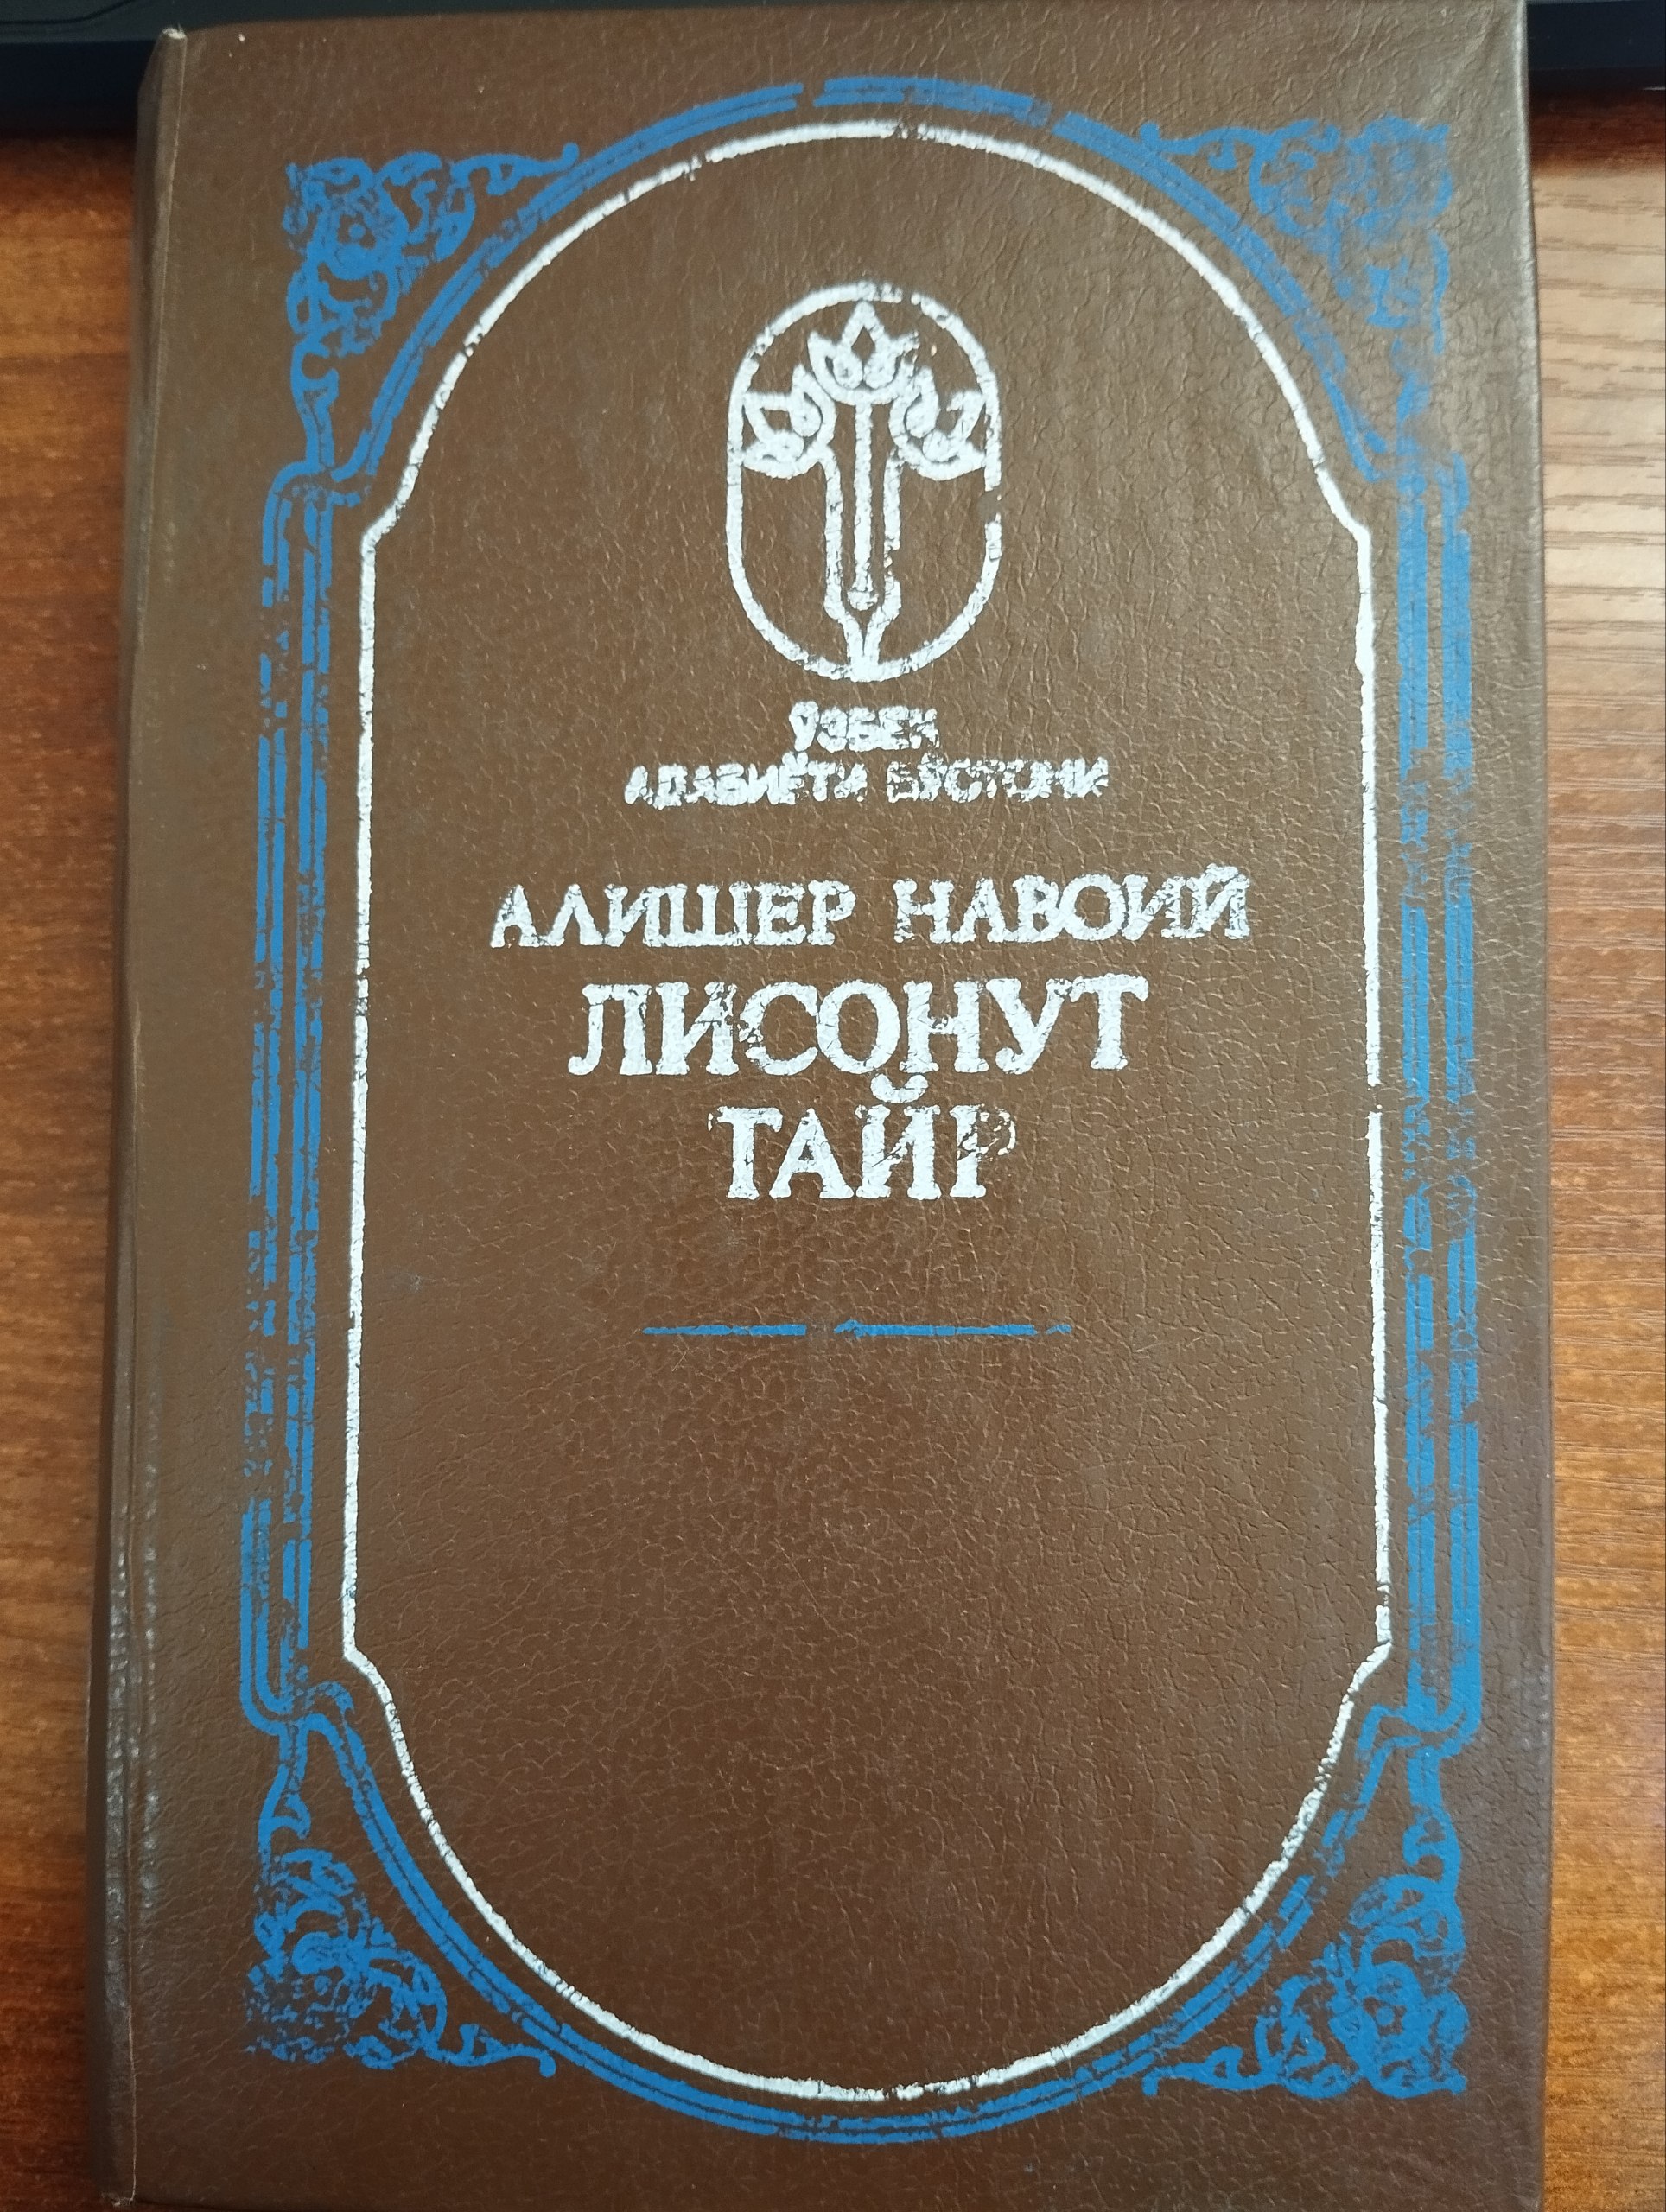 ЎЗБЕК
АДАБИЁТИ БЎСТОНИ
АЛИШЕР НАВОИЙ
ЛИСОНУТ
ТАЙР